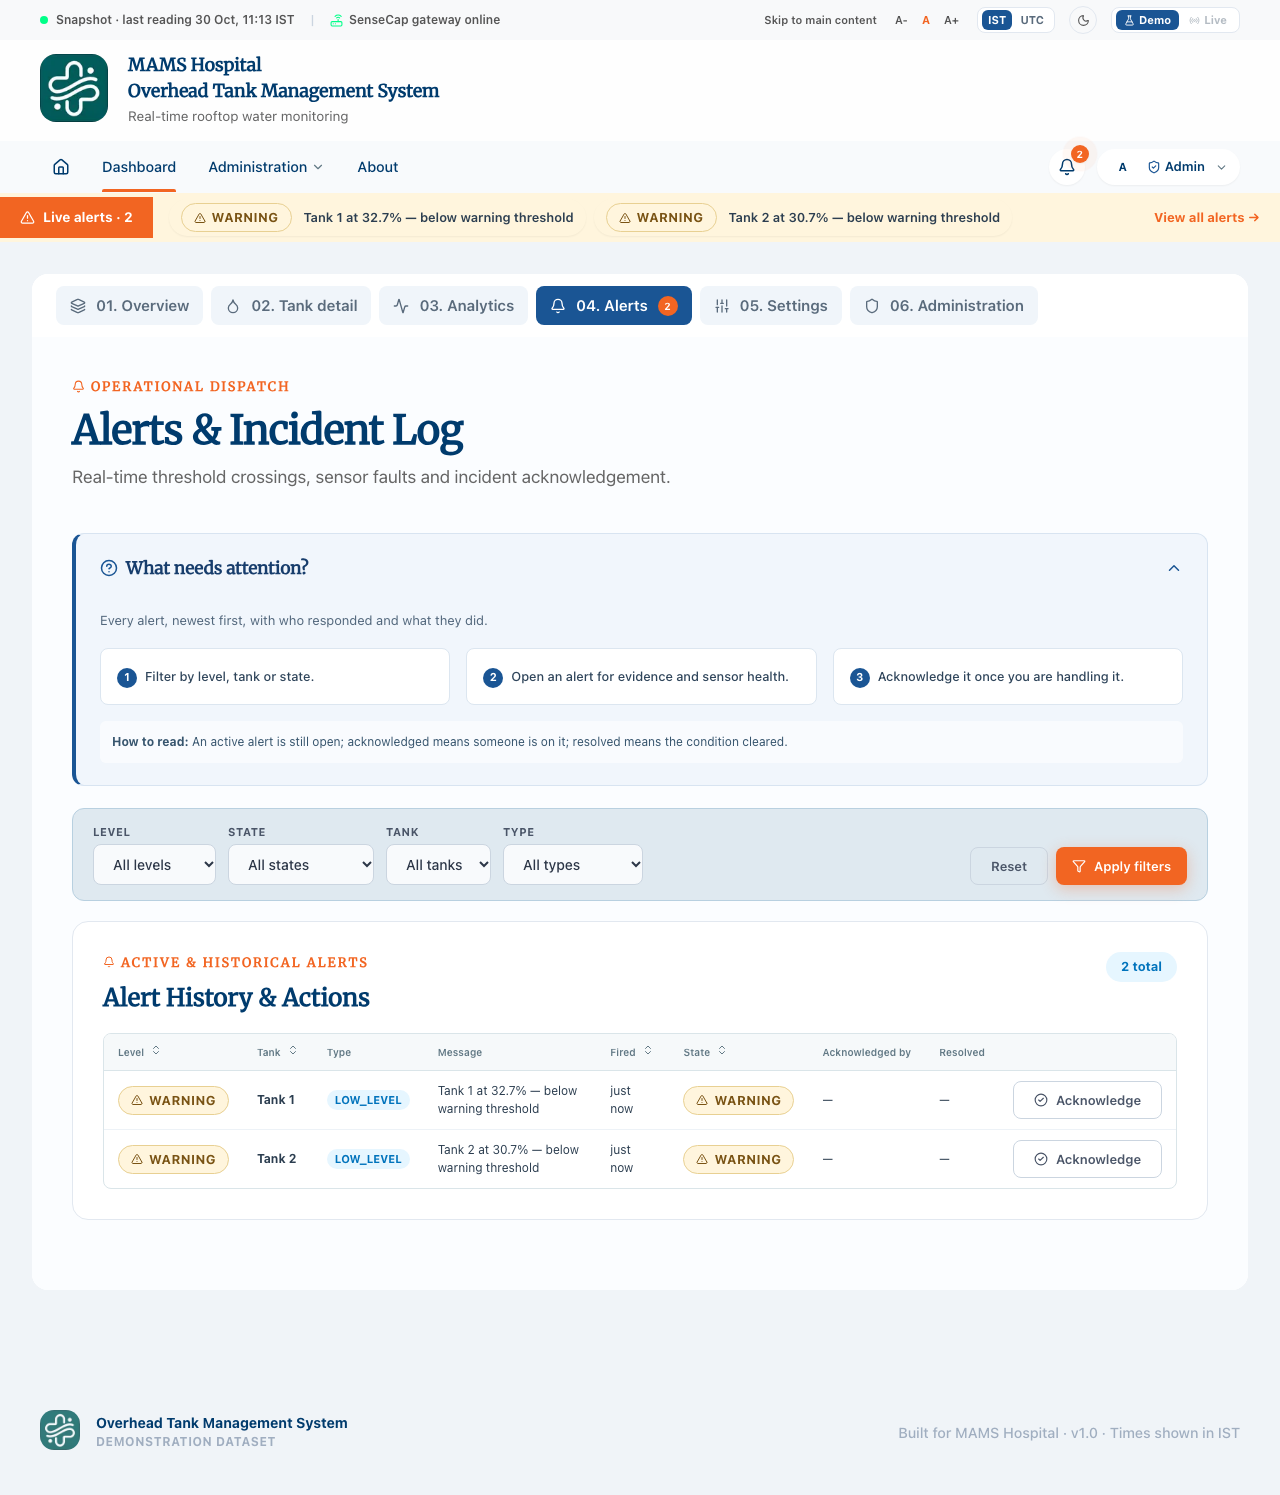 Snapshot · last reading 30 Oct, 11:13 IST | SenseCap gateway online
Skip to main content A- A A+ IST UTC Demo Live
MAMS Hospital
Overhead Tank Management System
Real-time rooftop water monitoring
Dashboard Administration About 2 A Admin
Live alerts · 2 WARNING Tank 1 at 32.7% — below warning threshold WARNING Tank 2 at 30.7% — below warning threshold View all alerts →
01. Overview 02. Tank detail 03. Analytics 04. Alerts 2 05. Settings 06. Administration
OPERATIONAL DISPATCH
Alerts & Incident Log
Real-time threshold crossings, sensor faults and incident acknowledgement.
What needs attention?
Every alert, newest first, with who responded and what they did.
1 Filter by level, tank or state.
2 Open an alert for evidence and sensor health.
3 Acknowledge it once you are handling it.
How to read: An active alert is still open; acknowledged means someone is on it; resolved means the condition cleared.
LEVEL STATE TANK TYPE
All levels All states All tanks All types Reset Apply filters
ACTIVE & HISTORICAL ALERTS
2 total
Alert History & Actions
Level Tank Type Message Fired State Acknowledged by Resolved
WARNING Tank 1 LOW_LEVEL Tank 1 at 32.7% — below warning threshold just now WARNING — — Acknowledge
WARNING Tank 2 LOW_LEVEL Tank 2 at 30.7% — below warning threshold just now WARNING — — Acknowledge
Overhead Tank Management System
DEMONSTRATION DATASET
Built for MAMS Hospital · v1.0 · Times shown in IST